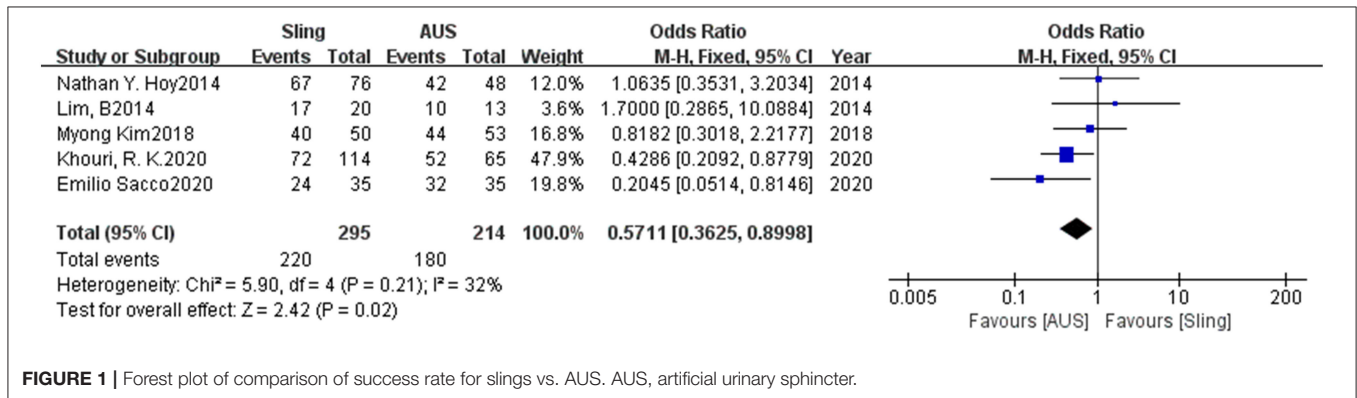 Sling AUS Odds Ratio Odds Ratio
Study or Subgroup Events Total Events Total Weight M-H, Fixed, 95% CI Year M-H, Fixed, 95% CI
Nathan Y. Hoy2014 67 76 42 48 12.0% 1.0635 [0.3531, 3.2034] 2014
Lim, B2014 17 20 10 13 3.6% 1.7000 [0.2865, 10.0884] 2014
Myong Kim2018 40 50 44 53 16.8% 0.8182 [0.3018, 2.2177] 2018
Khouri, R. K.2020 72 114 52 65 47.9% 0.4286 [0.2092, 0.8779] 2020
Emilio Sacco2020 24 35 32 35 19.8% 0.2045 [0.0514, 0.8146] 2020
Total (95% CI) 295 214 100.0% 0.5711 [0.3625, 0.8998]
Total events 220 180
Heterogeneity: Chi² = 5.90, df = 4 (P = 0.21); I² = 32%
Test for overall effect: Z = 2.42 (P = 0.02)
0.005 0.1 1 10 200
Favours [AUS] Favours [Sling]
FIGURE 1 | Forest plot of comparison of success rate for slings vs. AUS. AUS, artificial urinary sphincter.